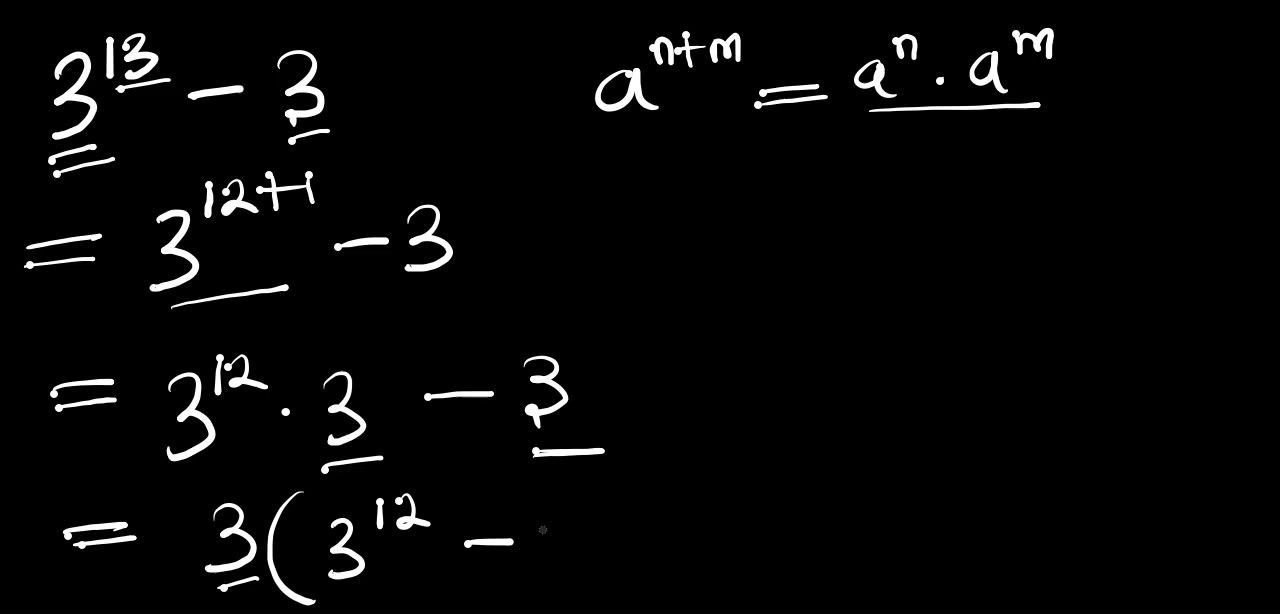 3^13 - 3
a^{n+m} = a^n · a^m
= 3^{12+1} - 3
= 3^12 · 3 - 3
= 3(3^12 -